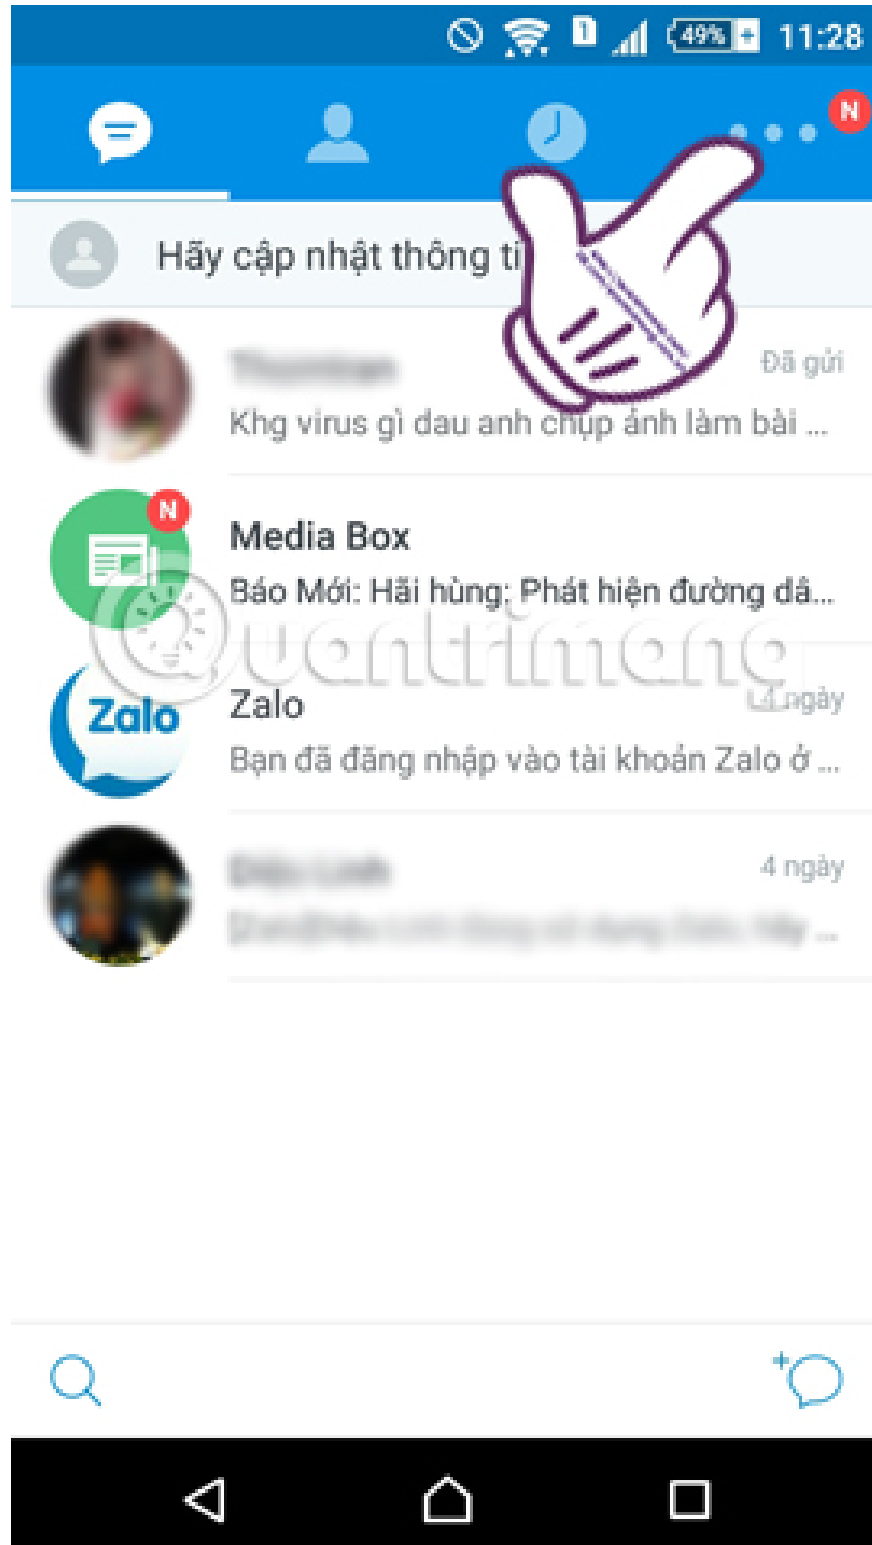 1 49% 11:28
N
Hãy cập nhật thông ti
Đã gửi
Khg virus gì dau anh chụp ảnh làm bài ...
N
Media Box
Báo Mới: Hãi hùng: Phát hiện đường dâ...
Quantrimang
Zalo
Zalo
14 ngày
Bạn đã đăng nhập vào tài khoản Zalo ở ...
4 ngày